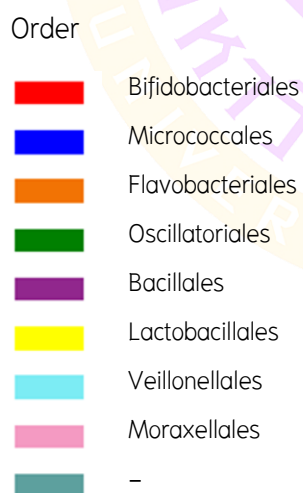 Order
Bifidobacteriales
Micrococcales
Flavobacteriales
Oscillatoriales
Bacillales
Lactobacillales
Veillonellales
Moraxellales
–